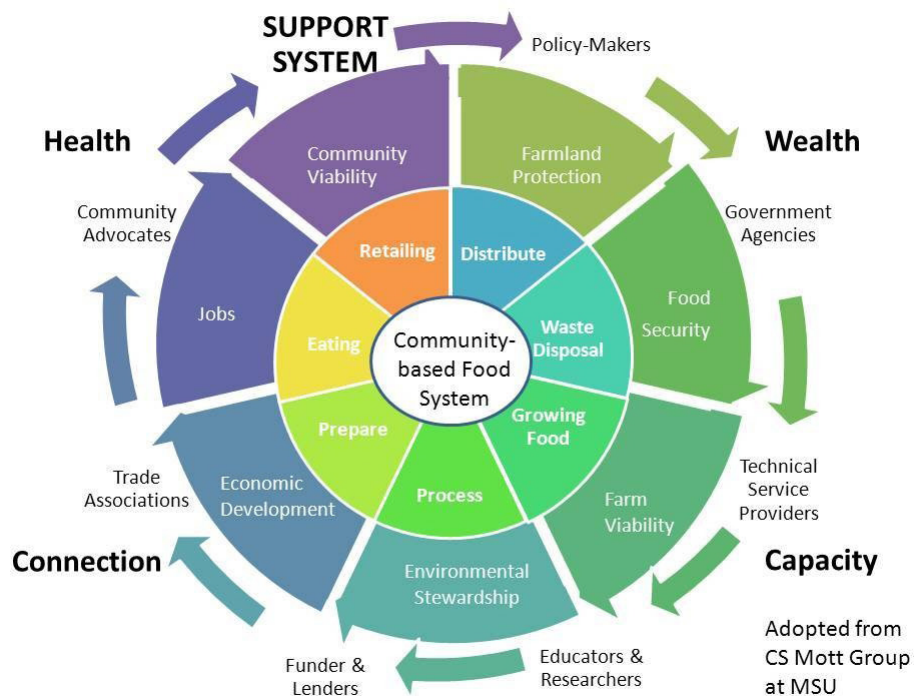 SUPPORT
SYSTEM
Policy-Makers
Health
Wealth
Community
Viability
Farmland
Protection
Community
Advocates
Government
Agencies
Retailing
Distribute
Jobs
Food
Security
Eating
Waste
Disposal
Community-
based Food
System
Prepare
Growing
Food
Trade
Associations
Economic
Development
Process
Farm
Viability
Technical
Service
Providers
Connection
Capacity
Environmental
Stewardship
Funder &
Lenders
Educators &
Researchers
Adopted from
CS Mott Group
at MSU